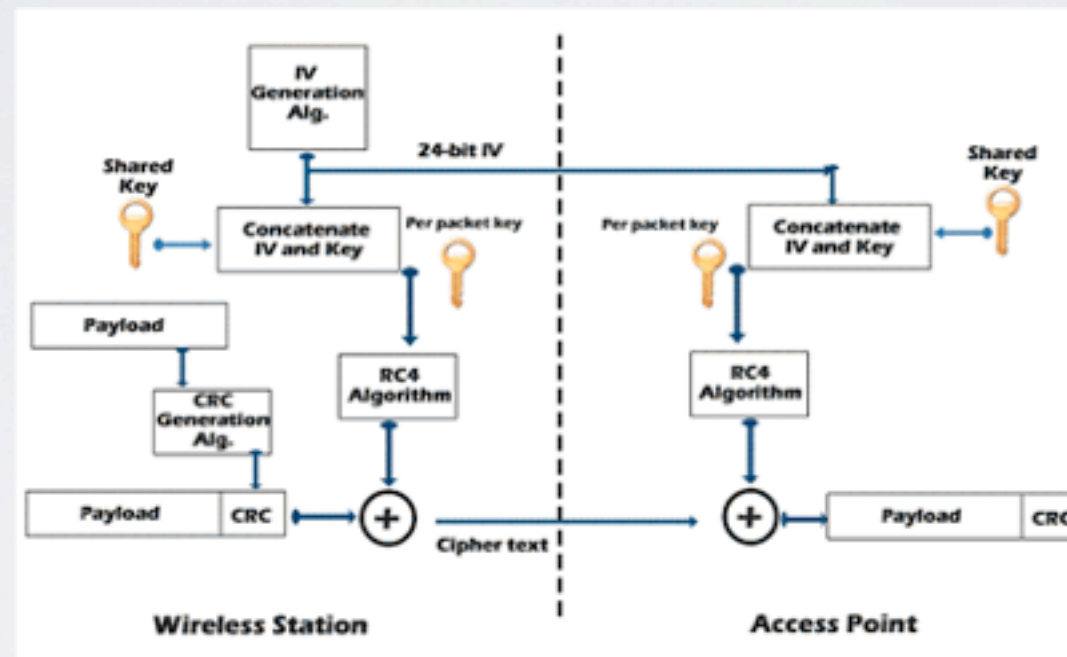 IV
Generation
Alg.
24-bit IV
Shared
Key
Shared
Key
Concatenate
IV and Key
Per packet key
Per packet key
Concatenate
IV and Key
Payload
RC4
Algorithm
RC4
Algorithm
CRC
Generation
Alg.
Payload
CRC
+
Cipher text
+
Payload
CRC
Wireless Station
Access Point